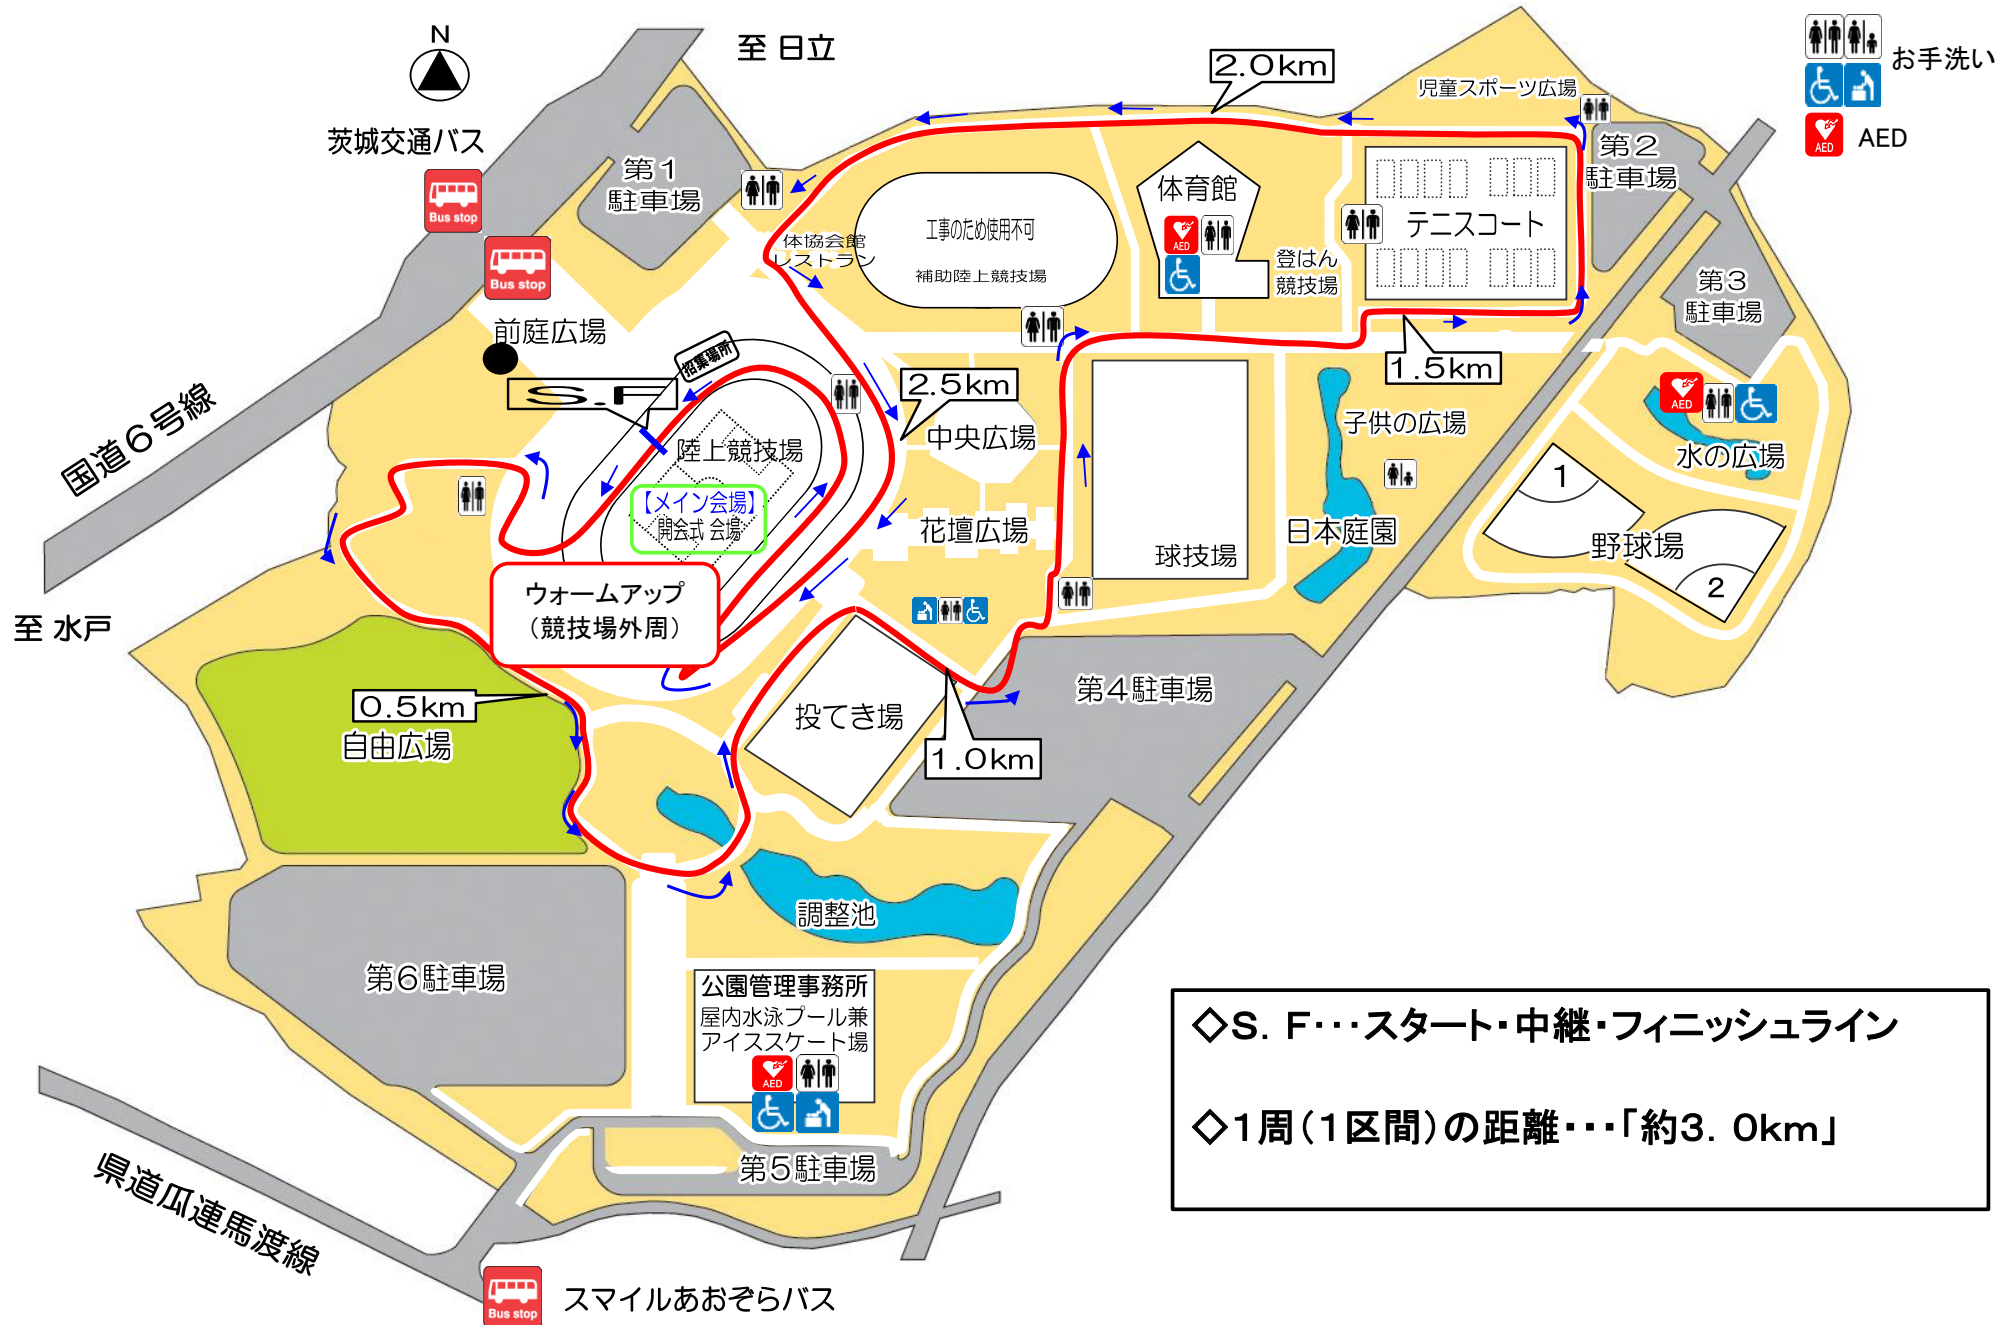 N
至 日立
茨城交通バス
Bus stop
Bus stop
第1
駐車場
2.0km
児童スポーツ広場
お手洗い
AED
AED
第2
駐車場
体育館
AED
工事のため使用不可
補助陸上競技場
体協会館
レストラン
登はん
競技場
テニスコート
第3
駐車場
前庭広場
招集場所
S.F
2.5km
中央広場
1.5km
子供の広場
AED
水の広場
国道6号線
陸上競技場
【メイン会場】
開会式 会場
花壇広場
球技場
日本庭園
1
野球場
2
ウォームアップ
（競技場外周）
至 水戸
0.5km
自由広場
投てき場
1.0km
第4駐車場
調整池
第6駐車場
公園管理事務所
屋内水泳プール兼
アイススケート場
AED
第5駐車場
県道瓜連馬渡線
Bus stop
スマイルあおぞらバス
◇S．F･･･スタート・中継・フィニッシュライン
◇1周（1区間）の距離･･･「約3．0km」